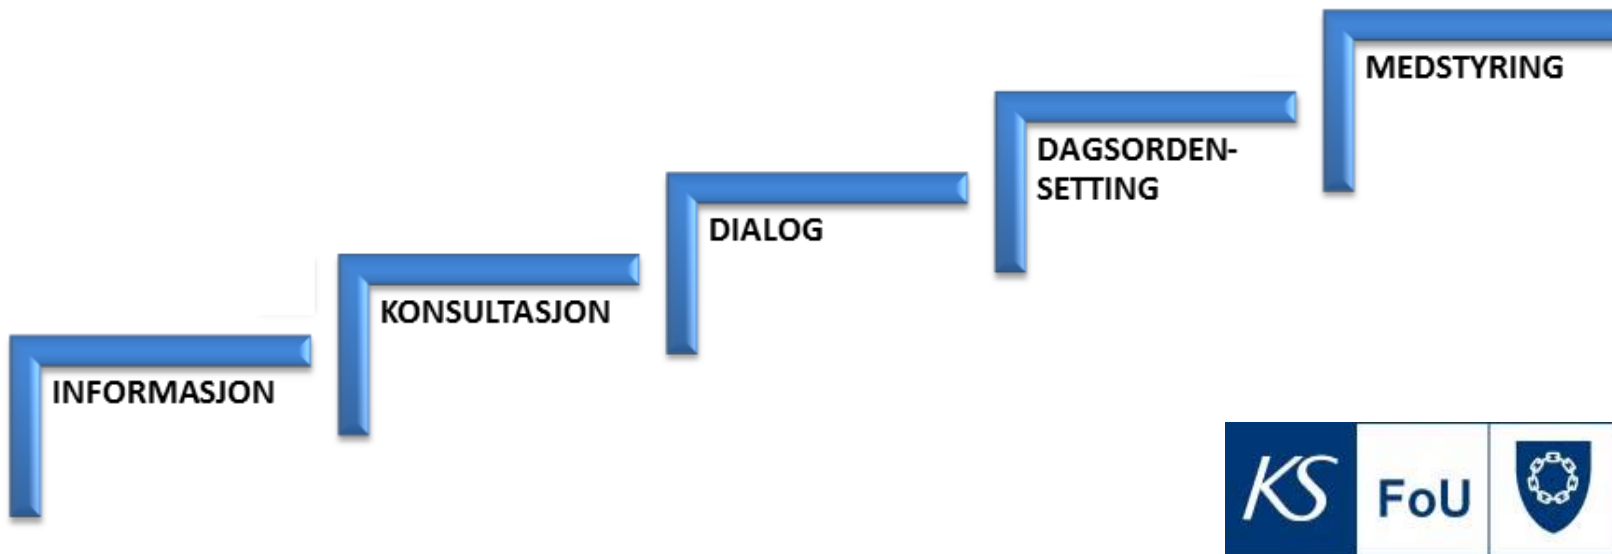 INFORMASJON
KONSULTASJON
DIALOG
DAGSORDEN-
SETTING
MEDSTYRING
KS FoU